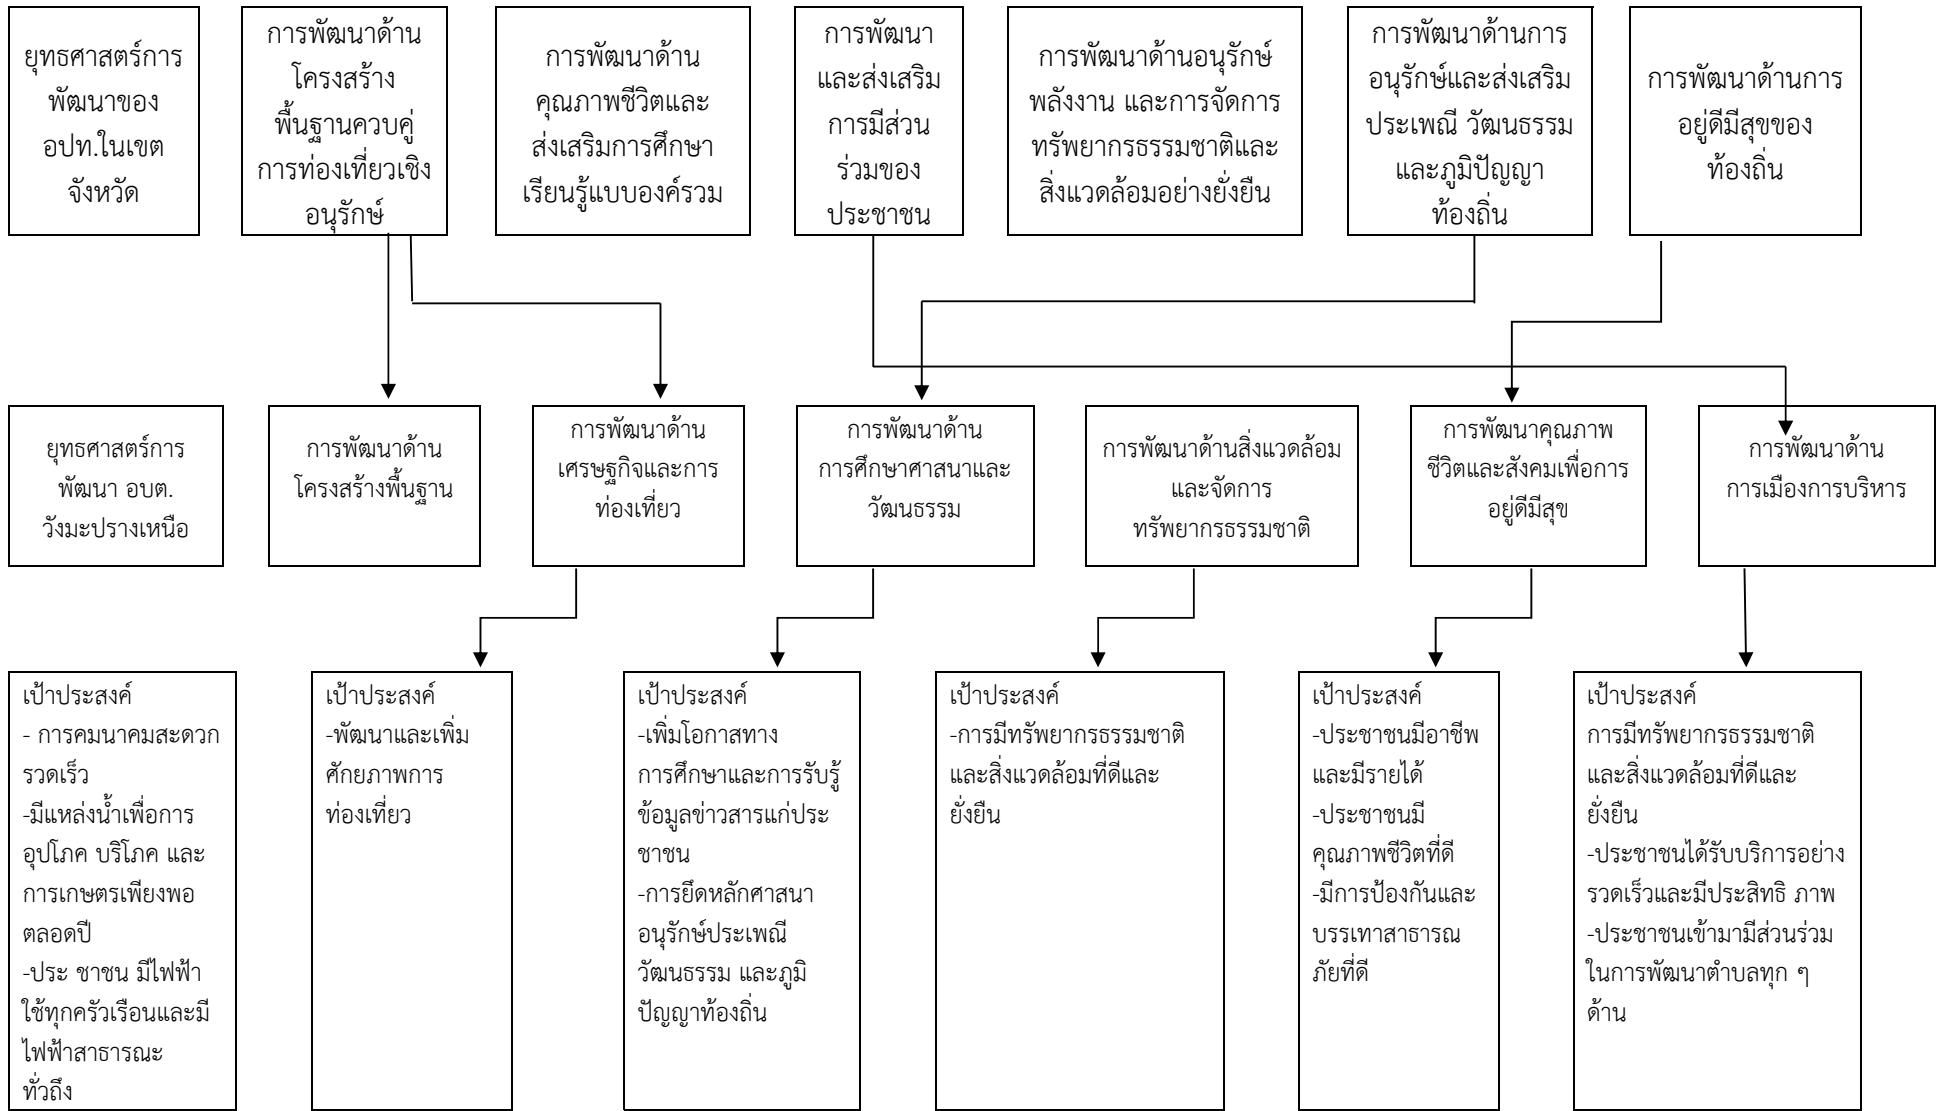 ยุทธศาสตร์การ
พัฒนาของ
อปท.ในเขต
จังหวัด
การพัฒนาด้าน
โครงสร้าง
พื้นฐานควบคู่
การท่องเที่ยวเชิง
อนุรักษ์
การพัฒนาด้าน
คุณภาพชีวิตและ
ส่งเสริมการศึกษา
เรียนรู้แบบองค์รวม
การพัฒนา
และส่งเสริม
การมีส่วน
ร่วมของ
ประชาชน
การพัฒนาด้านอนุรักษ์
พลังงาน และการจัดการ
ทรัพยากรธรรมชาติและ
สิ่งแวดล้อมอย่างยั่งยืน
การพัฒนาด้านการ
อนุรักษ์และส่งเสริม
ประเพณี วัฒนธรรม
และภูมิปัญญา
ท้องถิ่น
การพัฒนาด้านการ
อยู่ดีมีสุขของ
ท้องถิ่น
ยุทธศาสตร์การ
พัฒนา อบต.
วังมะปรางเหนือ
การพัฒนาด้าน
โครงสร้างพื้นฐาน
การพัฒนาด้าน
เศรษฐกิจและการ
ท่องเที่ยว
การพัฒนาด้าน
การศึกษาศาสนาและ
วัฒนธรรม
การพัฒนาด้านสิ่งแวดล้อม
และจัดการ
ทรัพยากรธรรมชาติ
การพัฒนาคุณภาพ
ชีวิตและสังคมเพื่อการ
อยู่ดีมีสุข
การพัฒนาด้าน
การเมืองการบริหาร
เป้าประสงค์
- การคมนาคมสะดวก
รวดเร็ว
-มีแหล่งน้ำเพื่อการ
อุปโภค บริโภค และ
การเกษตรเพียงพอ
ตลอดปี
-ประ ชาชน มีไฟฟ้า
ใช้ทุกครัวเรือนและมี
ไฟฟ้าสาธารณะ
ทั่วถึง
เป้าประสงค์
-พัฒนาและเพิ่ม
ศักยภาพการ
ท่องเที่ยว
เป้าประสงค์
-เพิ่มโอกาสทาง
การศึกษาและการรับรู้
ข้อมูลข่าวสารแก่ประ
ชาชน
-การยึดหลักศาสนา
อนุรักษ์ประเพณี
วัฒนธรรม และภูมิ
ปัญญาท้องถิ่น
เป้าประสงค์
-การมีทรัพยากรธรรมชาติ
และสิ่งแวดล้อมที่ดีและ
ยั่งยืน
เป้าประสงค์
-ประชาชนมีอาชีพ
และมีรายได้
-ประชาชนมี
คุณภาพชีวิตที่ดี
-มีการป้องกันและ
บรรเทาสาธารณ
ภัยที่ดี
เป้าประสงค์
การมีทรัพยากรธรรมชาติ
และสิ่งแวดล้อมที่ดีและ
ยั่งยืน
-ประชาชนได้รับบริการอย่าง
รวดเร็วและมีประสิทธิ ภาพ
-ประชาชนเข้ามามีส่วนร่วม
ในการพัฒนาตำบลทุก ๆ
ด้าน